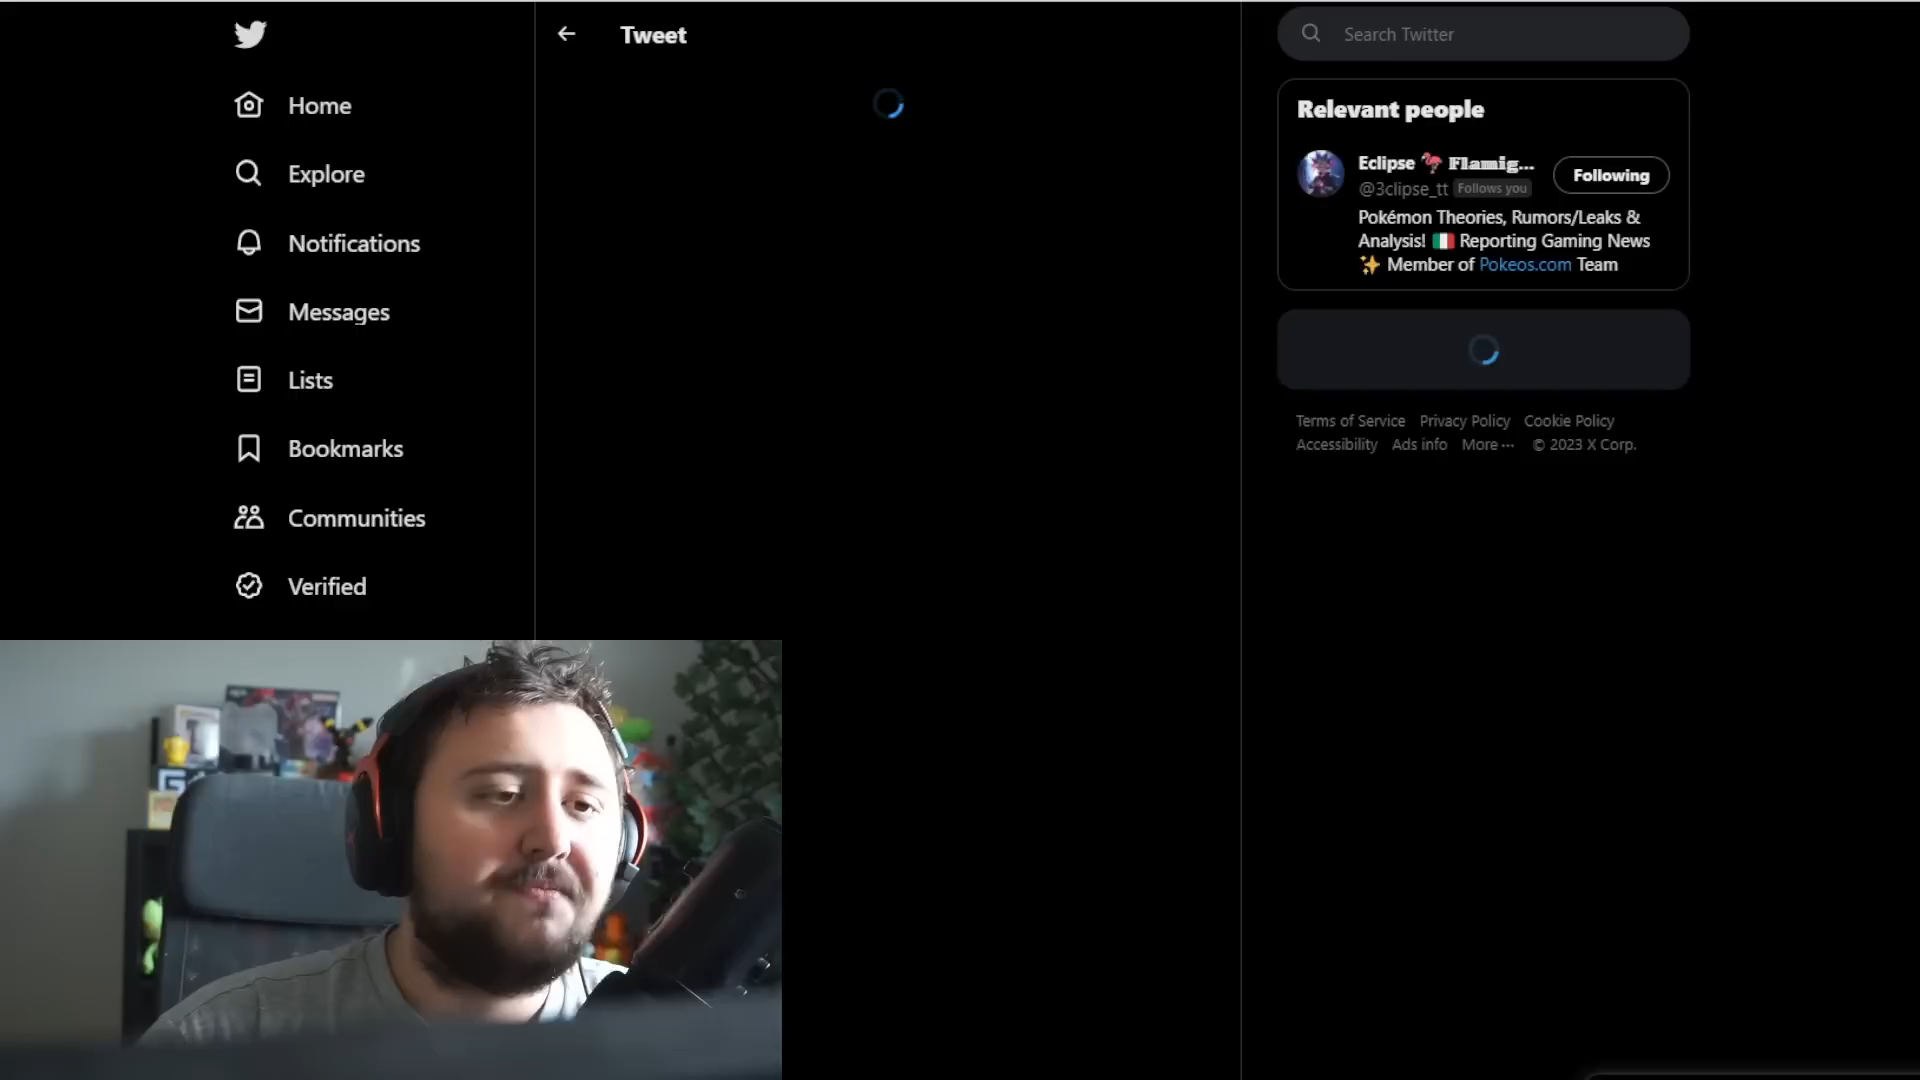 Home
Explore
Notifications
Messages
Lists
Bookmarks
Communities
Verified
Tweet
Search Twitter
Relevant people
Eclipse 🦩 𝔽𝕝𝕒𝕞𝕚𝕘...
@3clipse_tt Follows you
Following
Pokémon Theories, Rumors/Leaks &
Analysis! 🇮🇹 Reporting Gaming News
✨ Member of Pokeos.com Team
Terms of Service Privacy Policy Cookie Policy
Accessibility Ads info More ··· © 2023 X Corp.